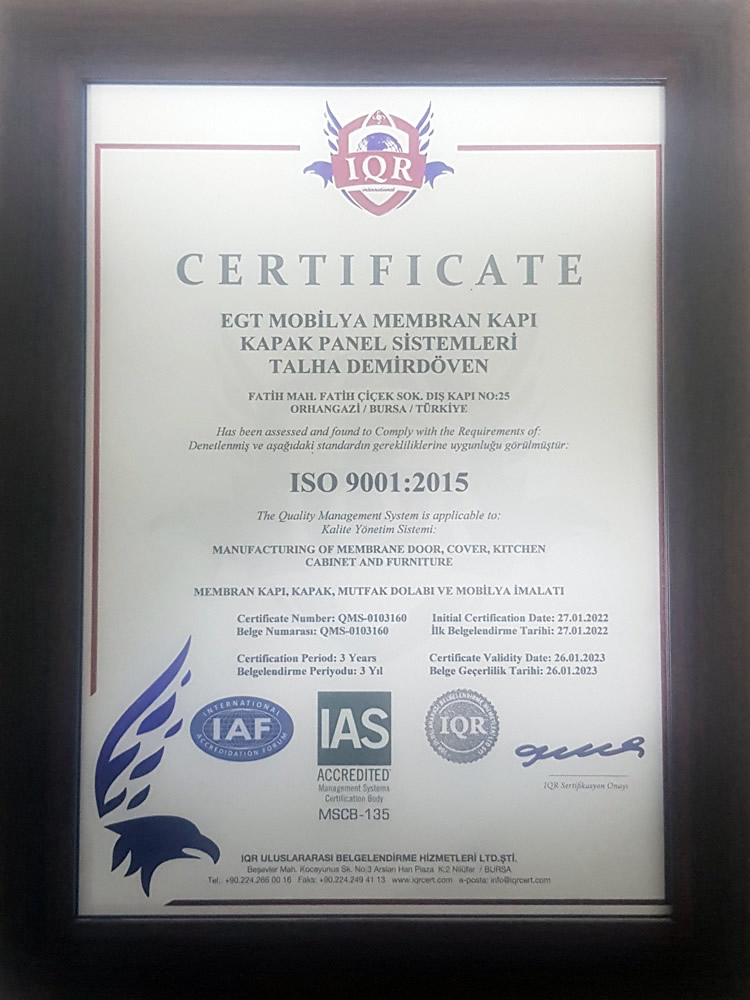 IQR
international
CERTIFICATE
EGT MOBİLYA MEMBRAN KAPI
KAPAK PANEL SİSTEMLERİ
TALHA DEMİRDÖVEN
FATİH MAH. FATİH ÇİÇEK SOK. DIŞ KAPI NO:25
ORHANGAZİ / BURSA / TÜRKİYE
Has been assessed and found to Comply with the Requirements of:
Denetlenmiş ve aşağıdaki standardın gerekliliklerine uygunluğu görülmüştür:
ISO 9001:2015
The Quality Management System is applicable to:
Kalite Yönetim Sistemi:
MANUFACTURING OF MEMBRANE DOOR, COVER, KITCHEN
CABINET AND FURNITURE
MEMBRAN KAPI, KAPAK, MUTFAK DOLABI VE MOBİLYA İMALATI
Certificate Number: QMS-0103160 Initial Certification Date: 27.01.2022
Belge Numarası: QMS-0103160 İlk Belgelendirme Tarihi: 27.01.2022
Certification Period: 3 Years Certificate Validity Date: 26.01.2023
Belgelendirme Periyodu: 3 Yıl Belge Geçerlilik Tarihi: 26.01.2023
INTERNATIONAL
IAF
ACCREDIDATION FORUM
IAS
ACCREDITED
Management Systems
Certification Body
MSCB-135
IQR
IQR Sertifikasyon Onayı
IQR ULUSLARARASI BELGELENDİRME HİZMETLERİ LTD.ŞTİ.
Beşevler Mah. Kocayunus Sk. No:3 Arslan Han Plaza K:2 Nilüfer / BURSA
Tel.: +90.224.266 00 16 Faks: +90.224.249 41 13 www.iqrcert.com e-posta: info@iqrcert.com